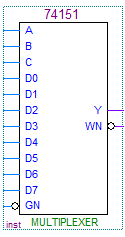 74151
A
B
C
D0
D1
D2
D3
D4
D5
D6
D7
GN
Y
WN
inst
MULTIPLEXER